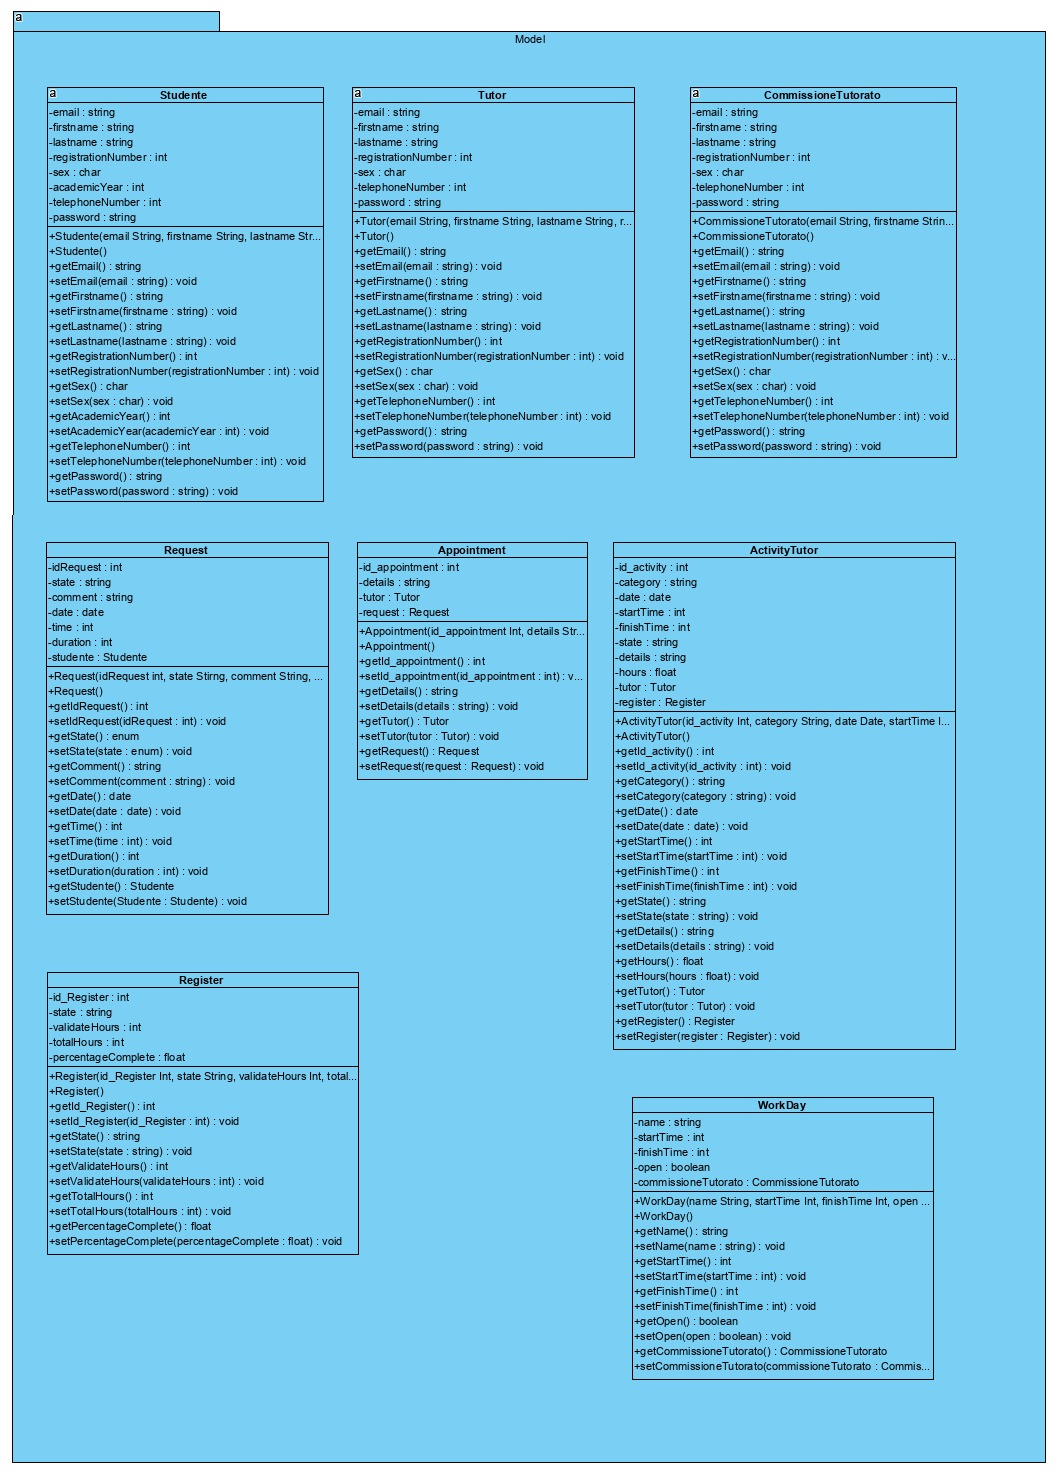 a
Model
a
Studente
-email : string
-firstname : string
-lastname : string
-registrationNumber : int
-sex : char
-academicYear : int
-telephoneNumber : int
-password : string
+Studente(email String, firstname String, lastname Str...
+Studente()
+getEmail() : string
+setEmail(email : string) : void
+getFirstname() : string
+setFirstname(firstname : string) : void
+getLastname() : string
+setLastname(lastname : string) : void
+getRegistrationNumber() : int
+setRegistrationNumber(registrationNumber : int) : void
+getSex() : char
+setSex(sex : char) : void
+getAcademicYear() : int
+setAcademicYear(academicYear : int) : void
+getTelephoneNumber() : int
+setTelephoneNumber(telephoneNumber : int) : void
+getPassword() : string
+setPassword(password : string) : void
a
Tutor
-email : string
-firstname : string
-lastname : string
-registrationNumber : int
-sex : char
-telephoneNumber : int
-password : string
+Tutor(email String, firstname String, lastname String, r...
+Tutor()
+getEmail() : string
+setEmail(email : string) : void
+getFirstname() : string
+setFirstname(firstname : string) : void
+getLastname() : string
+setLastname(lastname : string) : void
+getRegistrationNumber() : int
+setRegistrationNumber(registrationNumber : int) : void
+getSex() : char
+setSex(sex : char) : void
+getTelephoneNumber() : int
+setTelephoneNumber(telephoneNumber : int) : void
+getPassword() : string
+setPassword(password : string) : void
a
CommissioneTutorato
-email : string
-firstname : string
-lastname : string
-registrationNumber : int
-sex : char
-telephoneNumber : int
-password : string
+CommissioneTutorato(email String, firstname Strin...
+CommissioneTutorato()
+getEmail() : string
+setEmail(email : string) : void
+getFirstname() : string
+setFirstname(firstname : string) : void
+getLastname() : string
+setLastname(lastname : string) : void
+getRegistrationNumber() : int
+setRegistrationNumber(registrationNumber : int) : v...
+getSex() : char
+setSex(sex : char) : void
+getTelephoneNumber() : int
+setTelephoneNumber(telephoneNumber : int) : void
+getPassword() : string
+setPassword(password : string) : void
Request
-idRequest : int
-state : string
-comment : string
-date : date
-time : int
-duration : int
-studente : Studente
+Request(idRequest int, state Stirng, comment String, ...
+Request()
+getIdRequest() : int
+setIdRequest(idRequest : int) : void
+getState() : enum
+setState(state : enum) : void
+getComment() : string
+setComment(comment : string) : void
+getDate() : date
+setDate(date : date) : void
+getTime() : int
+setTime(time : int) : void
+getDuration() : int
+setDuration(duration : int) : void
+getStudente() : Studente
+setStudente(Studente : Studente) : void
Appointment
-id_appointment : int
-details : string
-tutor : Tutor
-request : Request
+Appointment(id_appointment Int, details Str...
+Appointment()
+getId_appointment() : int
+setId_appointment(id_appointment : int) : v...
+getDetails() : string
+setDetails(details : string) : void
+getTutor() : Tutor
+setTutor(tutor : Tutor) : void
+getRequest() : Request
+setRequest(request : Request) : void
ActivityTutor
-id_activity : int
-category : string
-date : date
-startTime : int
-finishTime : int
-state : string
-details : string
-hours : float
-tutor : Tutor
-register : Register
+ActivityTutor(id_activity Int, category String, date Date, startTime I...
+ActivityTutor()
+getId_activity() : int
+setId_activity(id_activity : int) : void
+getCategory() : string
+setCategory(category : string) : void
+getDate() : date
+setDate(date : date) : void
+getStartTime() : int
+setStartTime(startTime : int) : void
+getFinishTime() : int
+setFinishTime(finishTime : int) : void
+getState() : string
+setState(state : string) : void
+getDetails() : string
+setDetails(details : string) : void
+getHours() : float
+setHours(hours : float) : void
+getTutor() : Tutor
+setTutor(tutor : Tutor) : void
+getRegister() : Register
+setRegister(register : Register) : void
Register
-id_Register : int
-state : string
-validateHours : int
-totalHours : int
-percentageComplete : float
+Register(id_Register Int, state String, validateHours Int, total...
+Register()
+getId_Register() : int
+setId_Register(id_Register : int) : void
+getState() : string
+setState(state : string) : void
+getValidateHours() : int
+setValidateHours(validateHours : int) : void
+getTotalHours() : int
+setTotalHours(totalHours : int) : void
+getPercentageComplete() : float
+setPercentageComplete(percentageComplete : float) : void
WorkDay
-name : string
-startTime : int
-finishTime : int
-open : boolean
-commissioneTutorato : CommissioneTutorato
+WorkDay(name String, startTime Int, finishTime Int, open ...
+WorkDay()
+getName() : string
+setName(name : string) : void
+getStartTime() : int
+setStartTime(startTime : int) : void
+getFinishTime() : int
+setFinishTime(finishTime : int) : void
+getOpen() : boolean
+setOpen(open : boolean) : void
+getCommissioneTutorato() : CommissioneTutorato
+setCommissioneTutorato(commissioneTutorato : Commis...